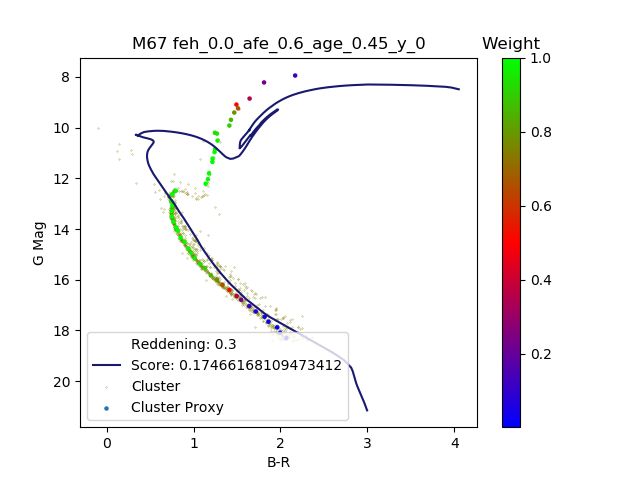 M67 feh_0.0_afe_0.6_age_0.45_y_0
Weight
8
10
12
14
16
18
20
G Mag
0
1
2
3
4
B-R
1.0
0.8
0.6
0.4
0.2
Reddening: 0.3
Score: 0.17466168109473412
Cluster
Cluster Proxy